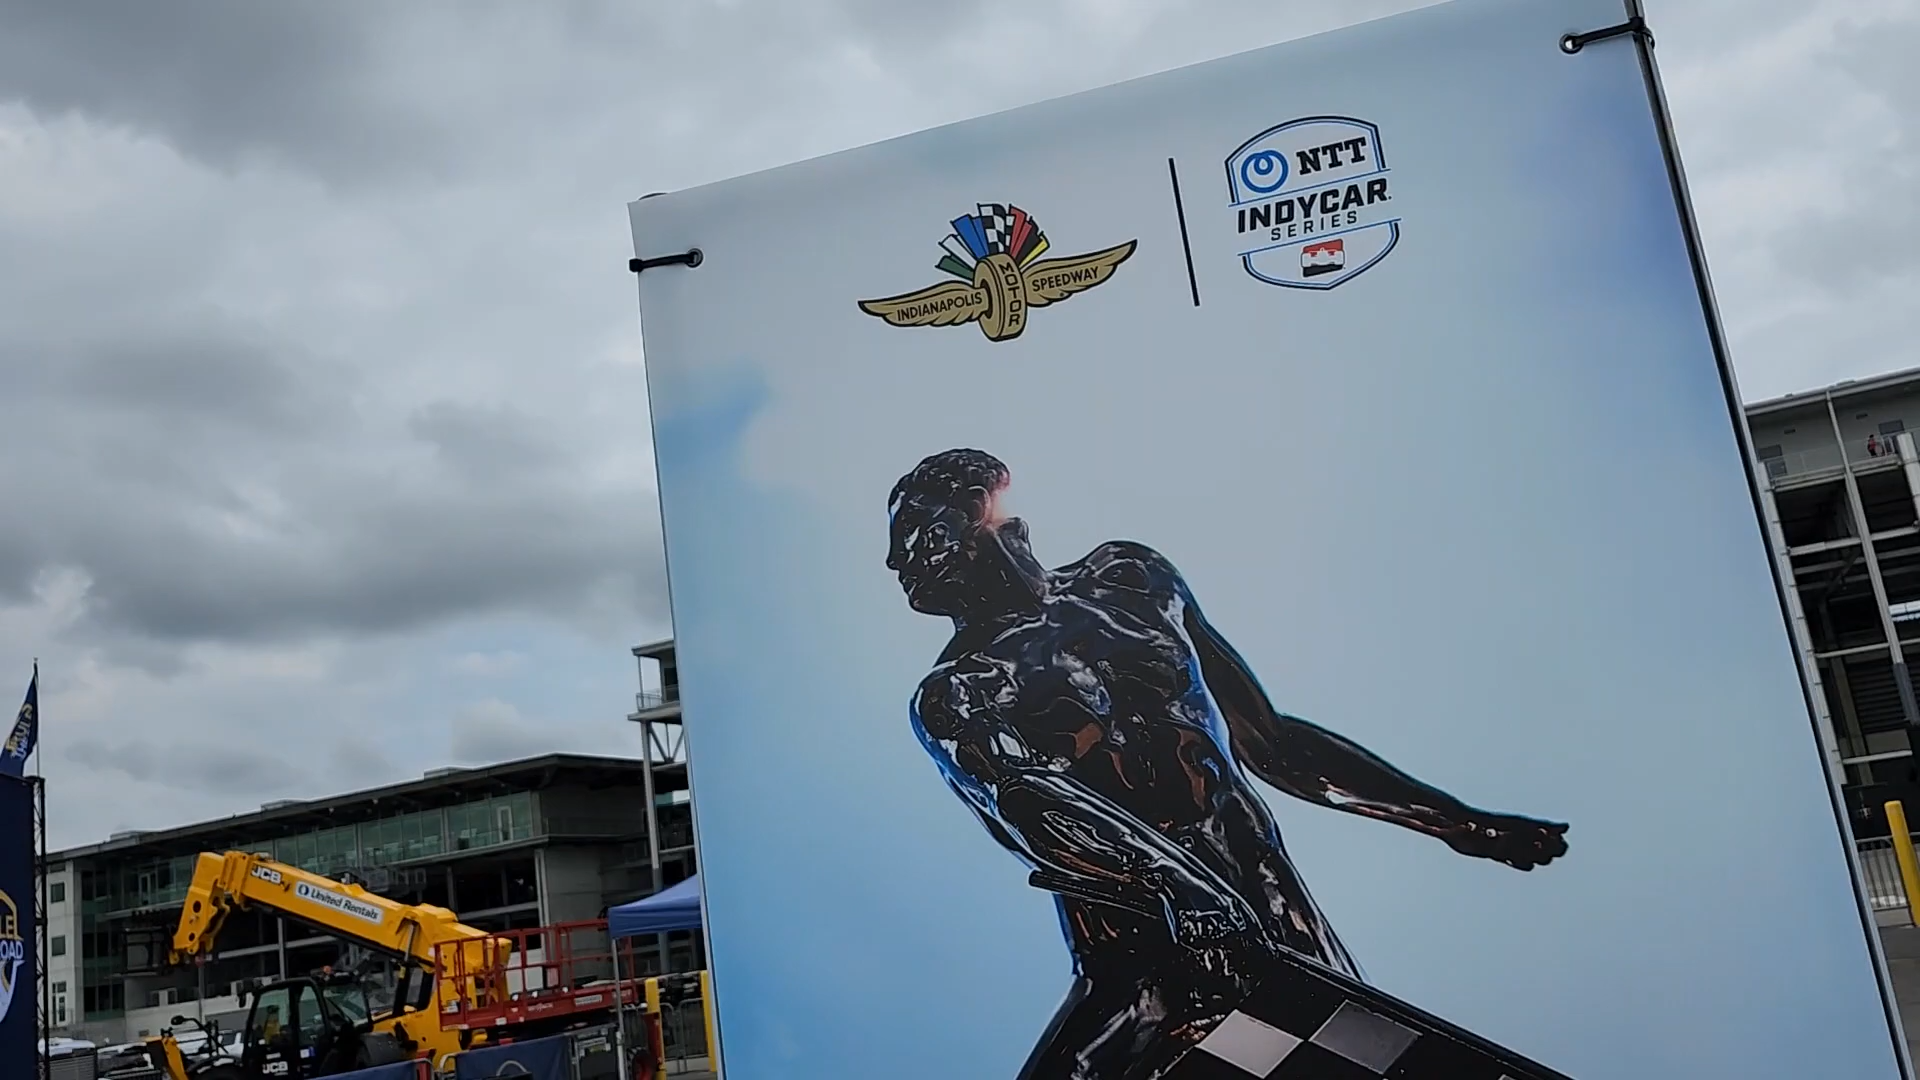 NTT
INDYCAR
SERIES
INDIANAPOLIS
MOTOR
SPEEDWAY
JCB
United Rentals
JCB